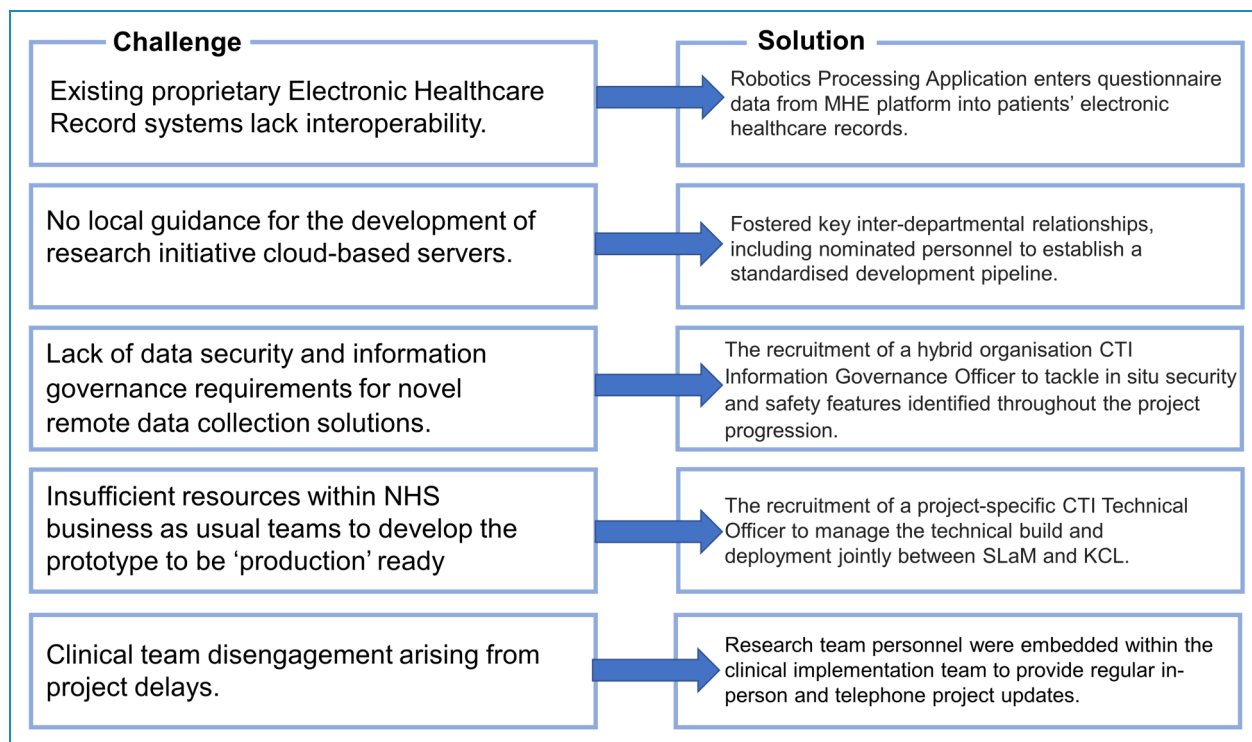 Challenge
Solution
Existing proprietary Electronic Healthcare
Record systems lack interoperability.
Robotics Processing Application enters questionnaire
data from MHE platform into patients’ electronic
healthcare records.
No local guidance for the development of
research initiative cloud-based servers.
Fostered key inter-departmental relationships,
including nominated personnel to establish a
standardised development pipeline.
Lack of data security and information
governance requirements for novel
remote data collection solutions.
The recruitment of a hybrid organisation CTI
Information Governance Officer to tackle in situ security
and safety features identified throughout the project
progression.
Insufficient resources within NHS
business as usual teams to develop the
prototype to be ‘production’ ready
The recruitment of a project-specific CTI Technical
Officer to manage the technical build and
deployment jointly between SLaM and KCL.
Clinical team disengagement arising from
project delays.
Research team personnel were embedded within the
clinical implementation team to provide regular in-
person and telephone project updates.